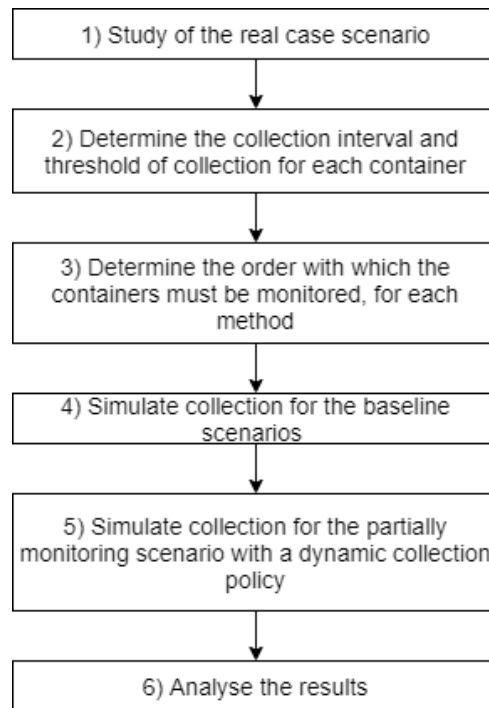 1) Study of the real case scenario
2) Determine the collection interval and
threshold of collection for each container
3) Determine the order with which the
containers must be monitored, for each
method
4) Simulate collection for the baseline
scenarios
5) Simulate collection for the partially
monitoring scenario with a dynamic collection
policy
6) Analyse the results